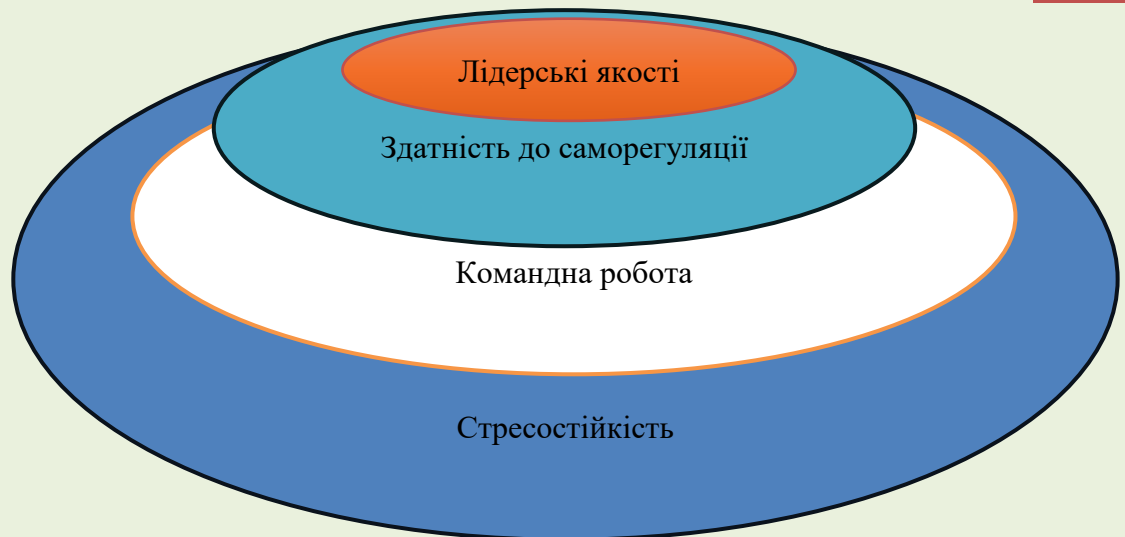 Лідерські якості
Здатність до саморегуляції
Командна робота
Стресостійкість